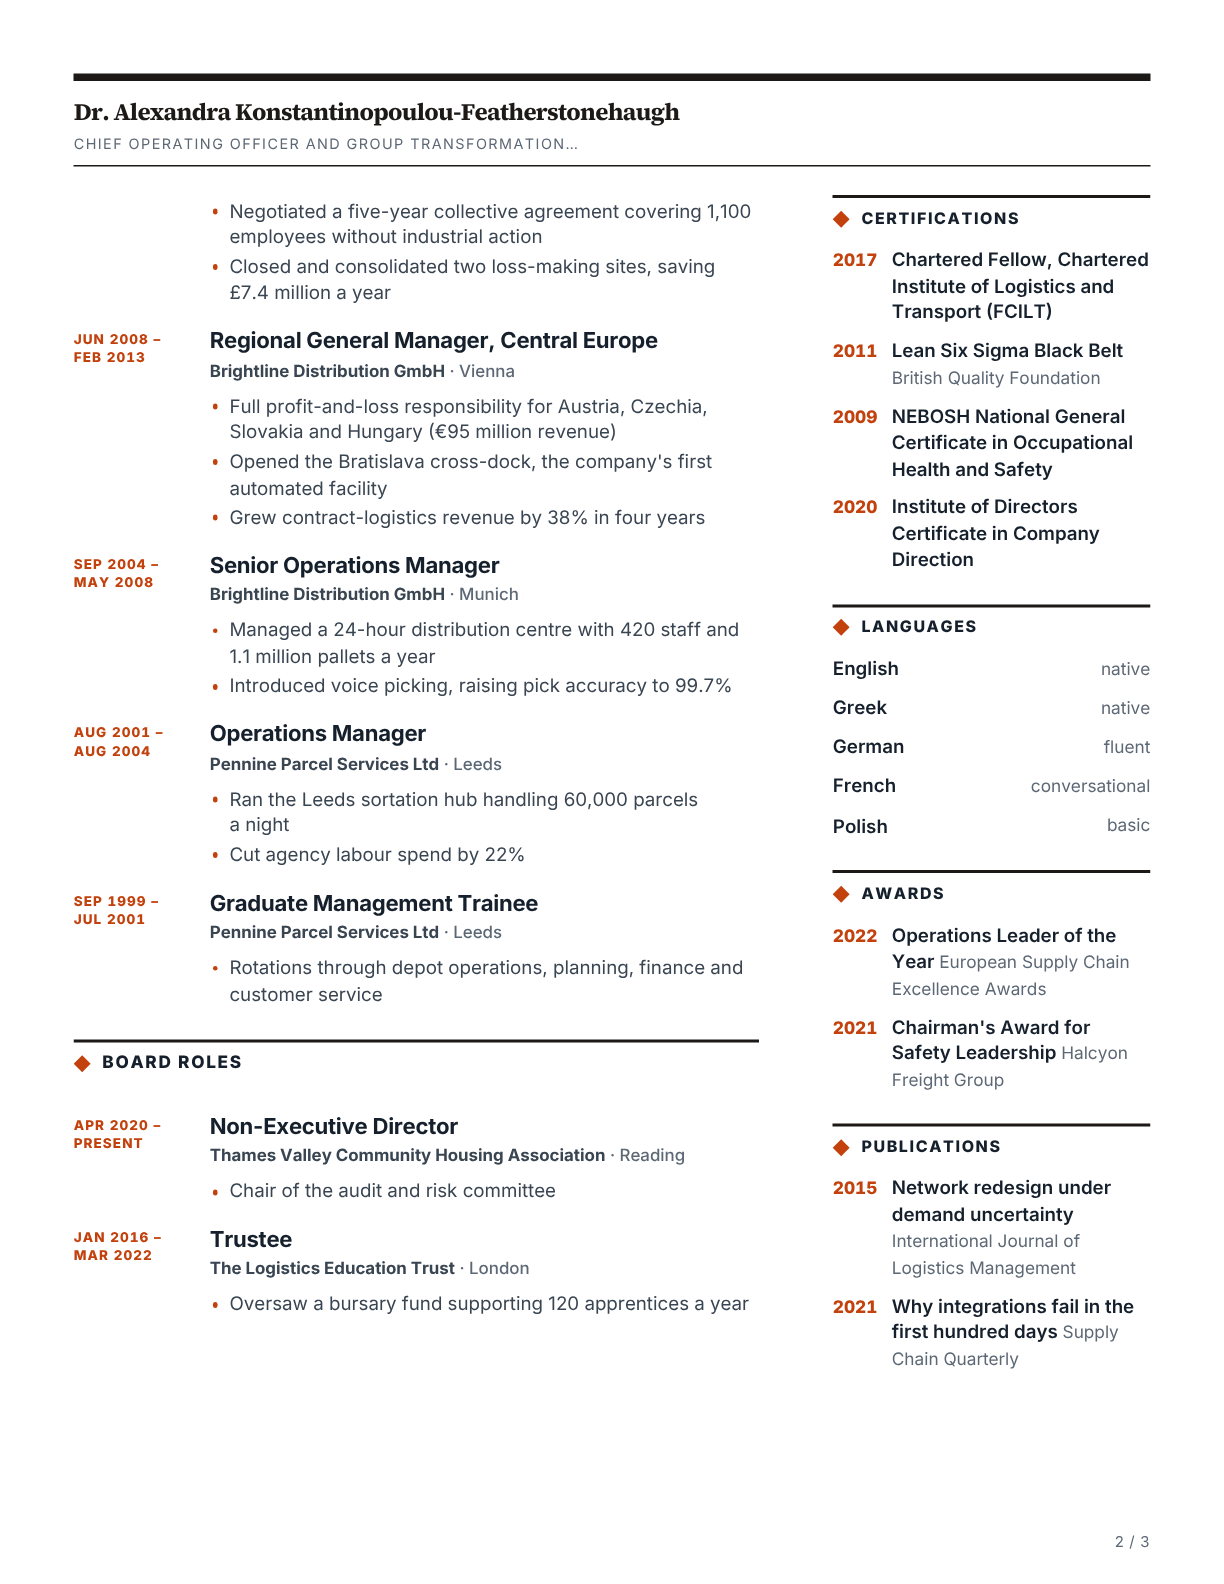 Dr. Alexandra Konstantinopoulou-Featherstonehaugh
CHIEF OPERATING OFFICER AND GROUP TRANSFORMATION…
• Negotiated a five-year collective agreement covering 1,100
employees without industrial action
• Closed and consolidated two loss-making sites, saving
£7.4 million a year
JUN 2008 –
FEB 2013
Regional General Manager, Central Europe
Brightline Distribution GmbH · Vienna
• Full profit-and-loss responsibility for Austria, Czechia,
Slovakia and Hungary (€95 million revenue)
• Opened the Bratislava cross-dock, the company's first
automated facility
• Grew contract-logistics revenue by 38% in four years
SEP 2004 –
MAY 2008
Senior Operations Manager
Brightline Distribution GmbH · Munich
• Managed a 24-hour distribution centre with 420 staff and
1.1 million pallets a year
• Introduced voice picking, raising pick accuracy to 99.7%
AUG 2001 –
AUG 2004
Operations Manager
Pennine Parcel Services Ltd · Leeds
• Ran the Leeds sortation hub handling 60,000 parcels
a night
• Cut agency labour spend by 22%
SEP 1999 –
JUL 2001
Graduate Management Trainee
Pennine Parcel Services Ltd · Leeds
• Rotations through depot operations, planning, finance and
customer service
◆ BOARD ROLES
APR 2020 –
PRESENT
Non-Executive Director
Thames Valley Community Housing Association · Reading
• Chair of the audit and risk committee
JAN 2016 –
MAR 2022
Trustee
The Logistics Education Trust · London
• Oversaw a bursary fund supporting 120 apprentices a year
◆ CERTIFICATIONS
2017 Chartered Fellow, Chartered
Institute of Logistics and
Transport (FCILT)
2011 Lean Six Sigma Black Belt
British Quality Foundation
2009 NEBOSH National General
Certificate in Occupational
Health and Safety
2020 Institute of Directors
Certificate in Company
Direction
◆ LANGUAGES
English native
Greek native
German fluent
French conversational
Polish basic
◆ AWARDS
2022 Operations Leader of the
Year European Supply Chain
Excellence Awards
2021 Chairman's Award for
Safety Leadership Halcyon
Freight Group
◆ PUBLICATIONS
2015 Network redesign under
demand uncertainty
International Journal of
Logistics Management
2021 Why integrations fail in the
first hundred days Supply
Chain Quarterly
2 / 3